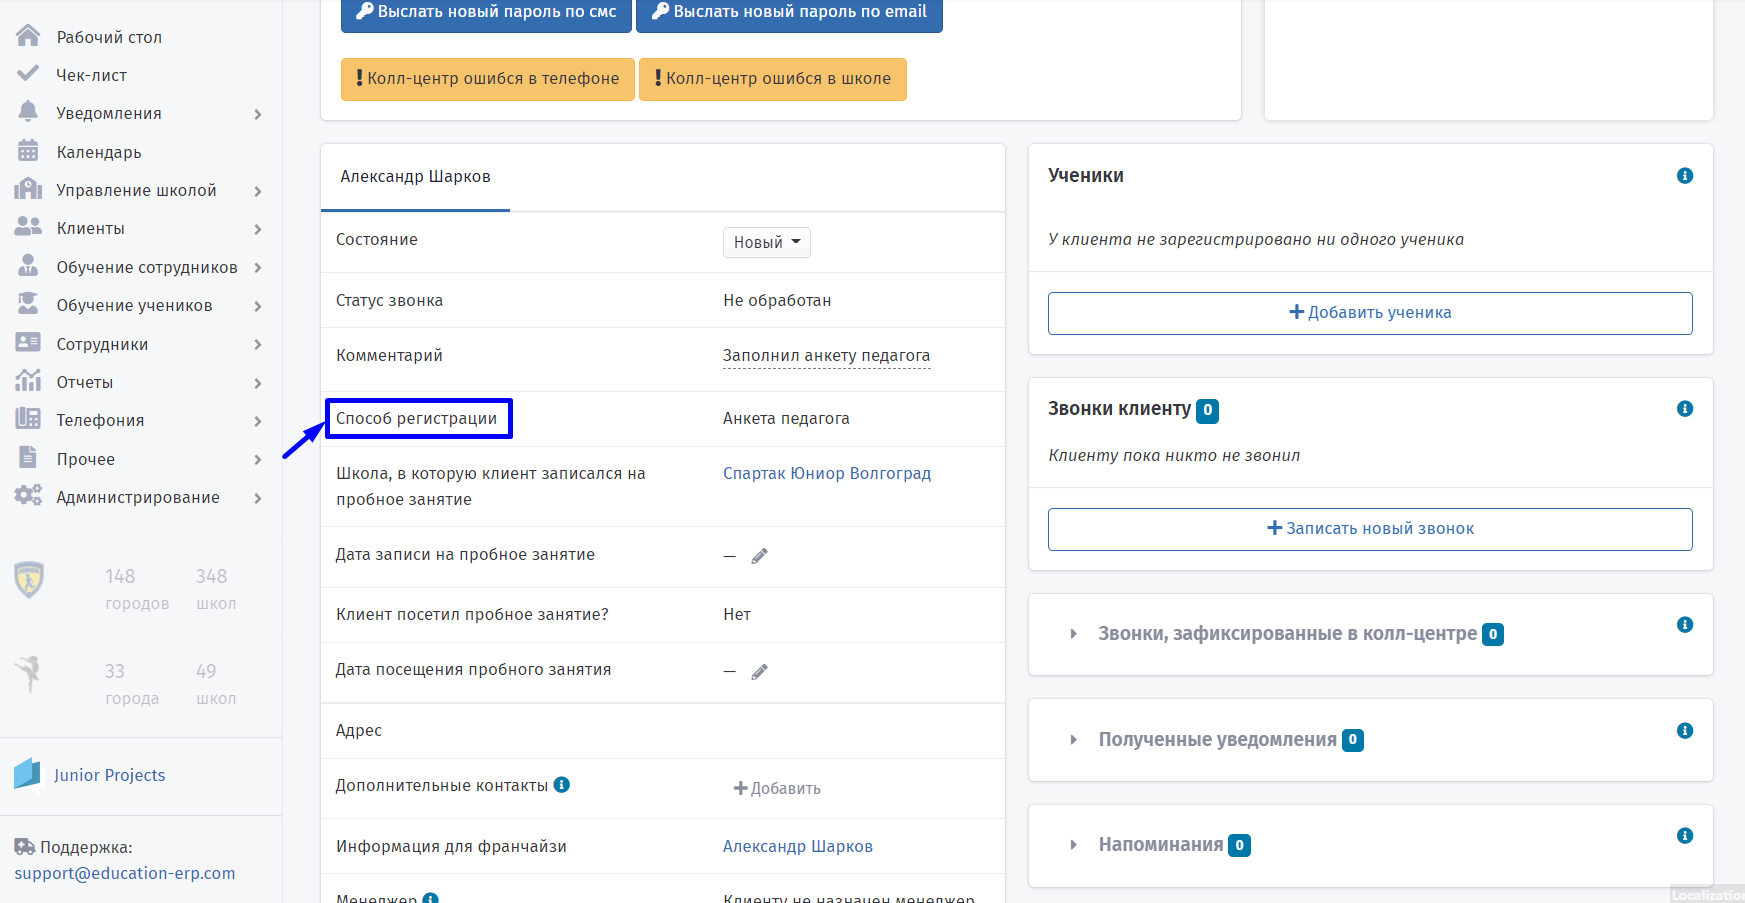 Рабочий стол
Чек-лист
Уведомления
Календарь
Управление школой
Клиенты
Обучение сотрудников
Обучение учеников
Сотрудники
Отчеты
Телефония
Прочее
Администрирование
148 348
городов школ
33 49
города школ
Junior Projects
Поддержка:
support@education-erp.com
Выслать новый пароль по смс Выслать новый пароль по email
Колл-центр ошибся в телефоне Колл-центр ошибся в школе
Александр Шарков
Состояние Новый
Статус звонка Не обработан
Комментарий Заполнил анкету педагога
Способ регистрации Анкета педагога
Школа, в которую клиент записался на Спартак Юниор Волгоград
пробное занятие
Дата записи на пробное занятие —
Клиент посетил пробное занятие? Нет
Дата посещения пробного занятия —
Адрес
Дополнительные контакты Добавить
Информация для франчайзи Александр Шарков
Менеджер Клиенту не назначен менеджер
Ученики
У клиента не зарегистрировано ни одного ученика
Добавить ученика
Звонки клиенту 0
Клиенту пока никто не звонил
Записать новый звонок
Звонки, зафиксированные в колл-центре 0
Полученные уведомления 0
Напоминания 0
Localization